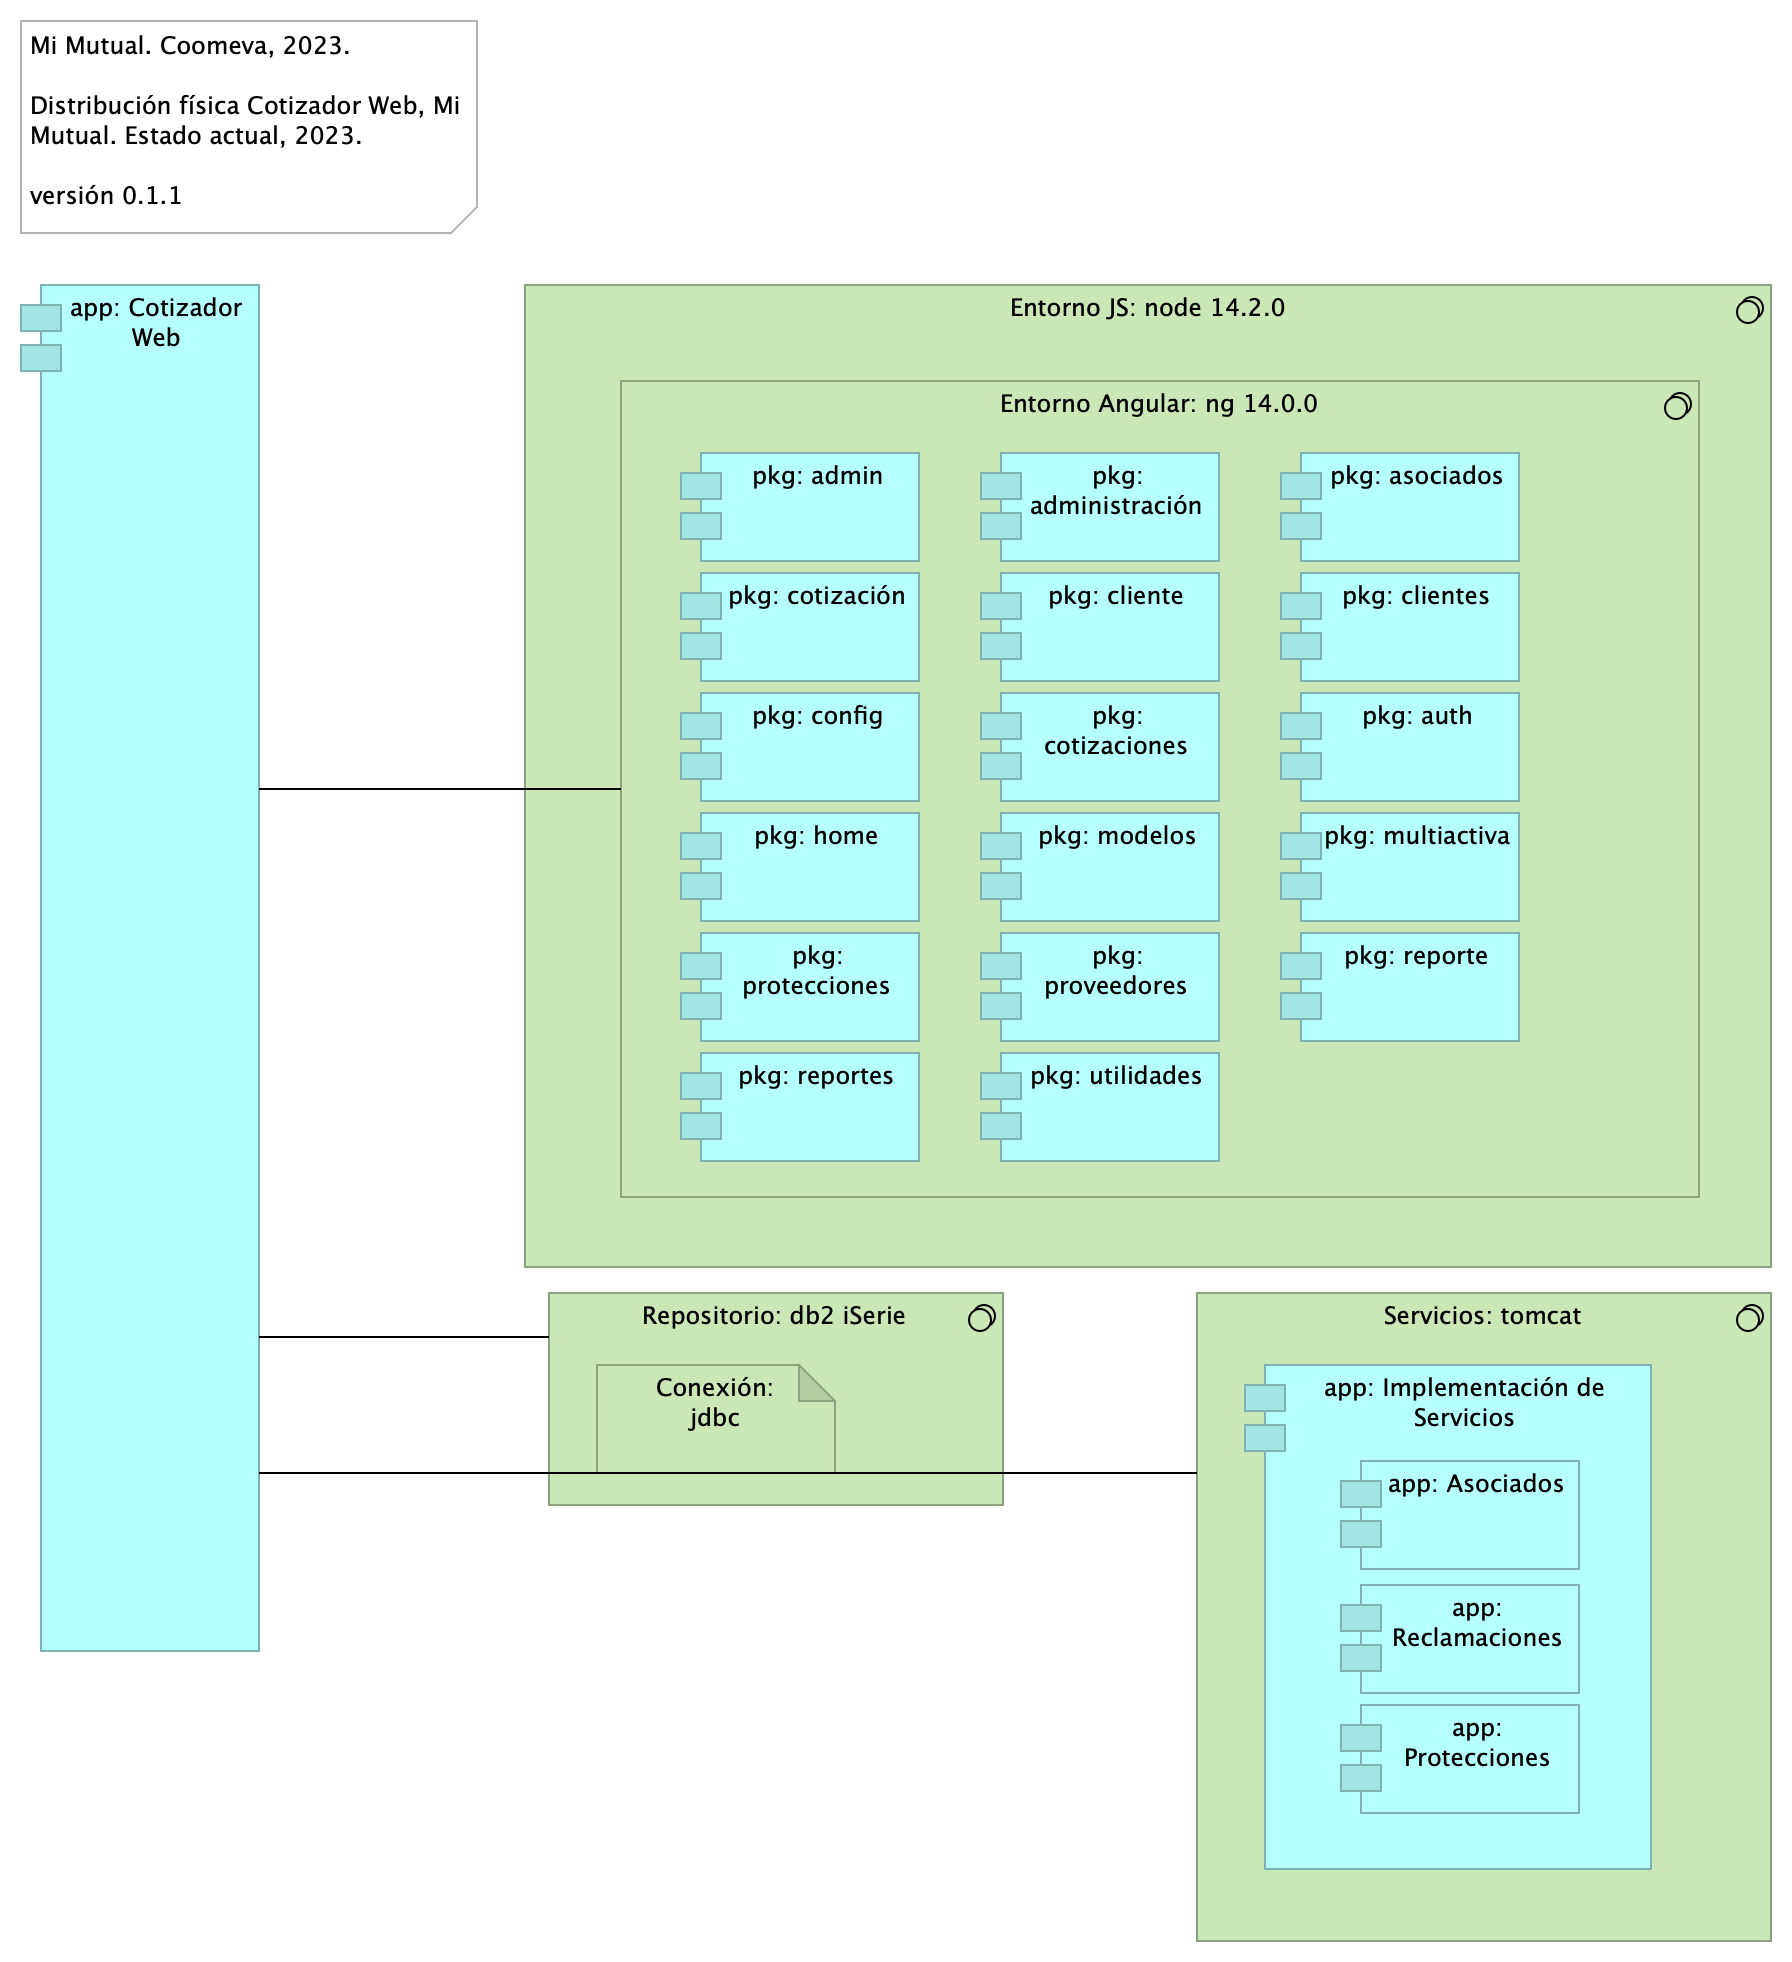 Mi Mutual. Coomeva, 2023.
Distribución física Cotizador Web, Mi
Mutual. Estado actual, 2023.
versión 0.1.1
app: Cotizador
Web
Entorno JS: node 14.2.0
Entorno Angular: ng 14.0.0
pkg: admin
pkg:
administración
pkg: asociados
pkg: cotización
pkg: cliente
pkg: clientes
pkg: config
pkg:
cotizaciones
pkg: auth
pkg: home
pkg: modelos
pkg: multiactiva
pkg:
protecciones
pkg:
proveedores
pkg: reporte
pkg: reportes
pkg: utilidades
Repositorio: db2 iSerie
Conexión:
jdbc
Servicios: tomcat
app: Implementación de
Servicios
app: Asociados
app:
Reclamaciones
app:
Protecciones